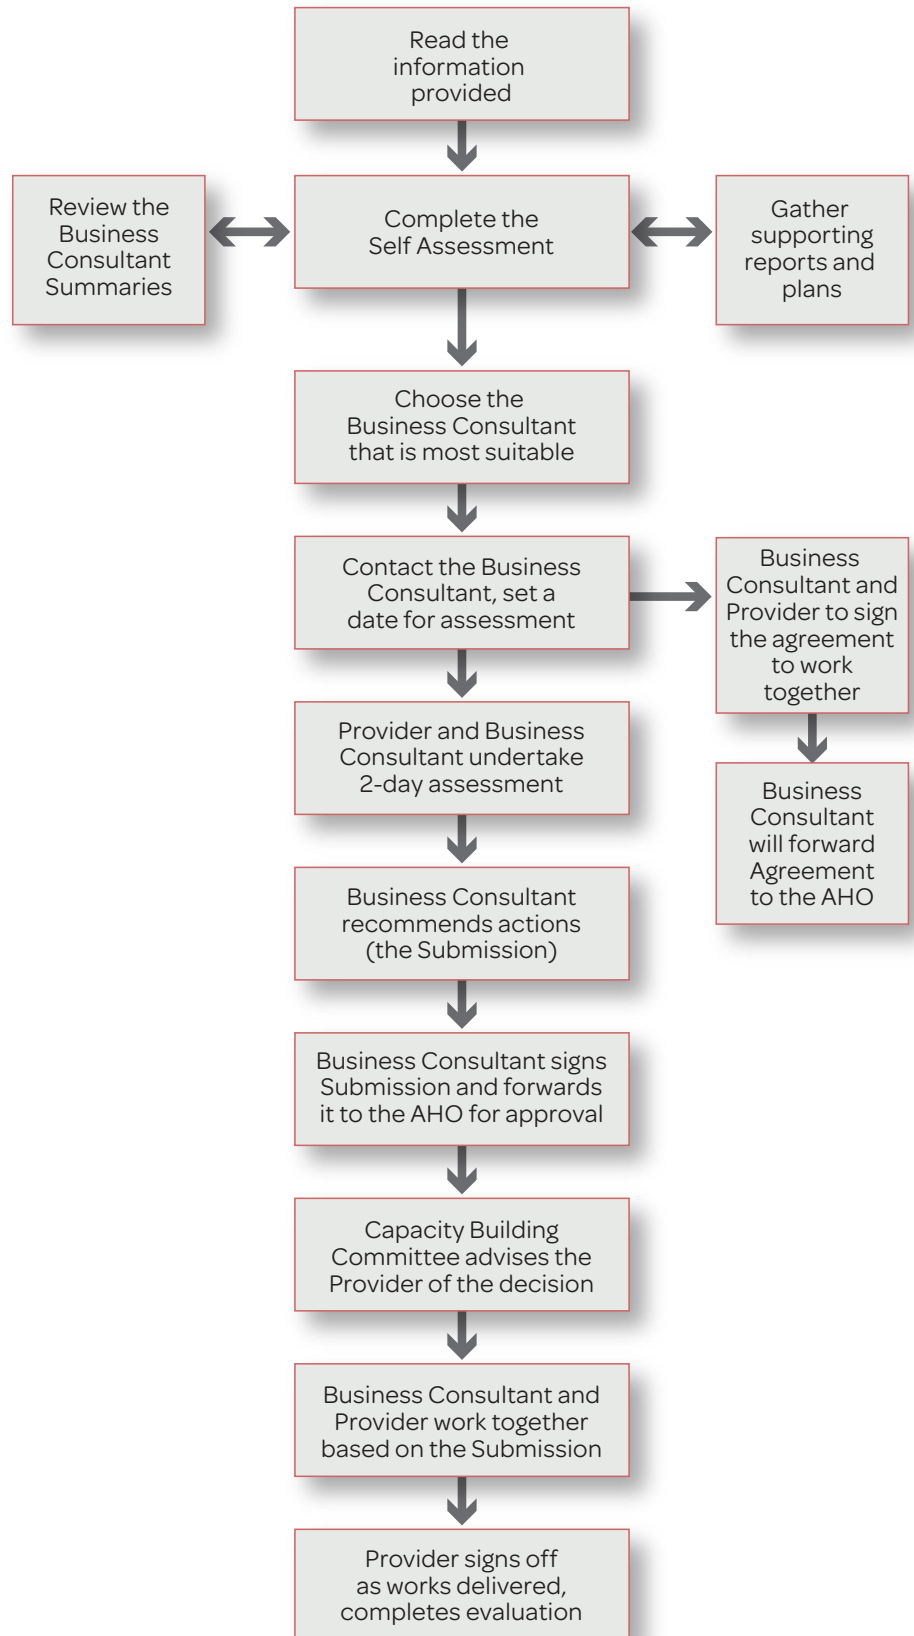 Read the
information
provided
Review the
Business
Consultant
Summaries
Complete the
Self Assessment
Gather
supporting
reports and
plans
Choose the
Business Consultant
that is most suitable
Contact the Business
Consultant, set a
date for assessment
Business
Consultant and
Provider to sign
the agreement
to work
together
Provider and Business
Consultant undertake
2-day assessment
Business
Consultant
will forward
Agreement
to the AHO
Business Consultant
recommends actions
(the Submission)
Business Consultant signs
Submission and forwards
it to the AHO for approval
Capacity Building
Committee advises the
Provider of the decision
Business Consultant and
Provider work together
based on the Submission
Provider signs off
as works delivered,
completes evaluation